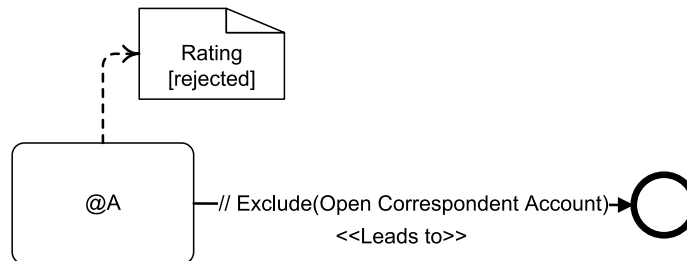 Rating
[rejected]
@A
// Exclude(Open Correspondent Account)
<<Leads to>>